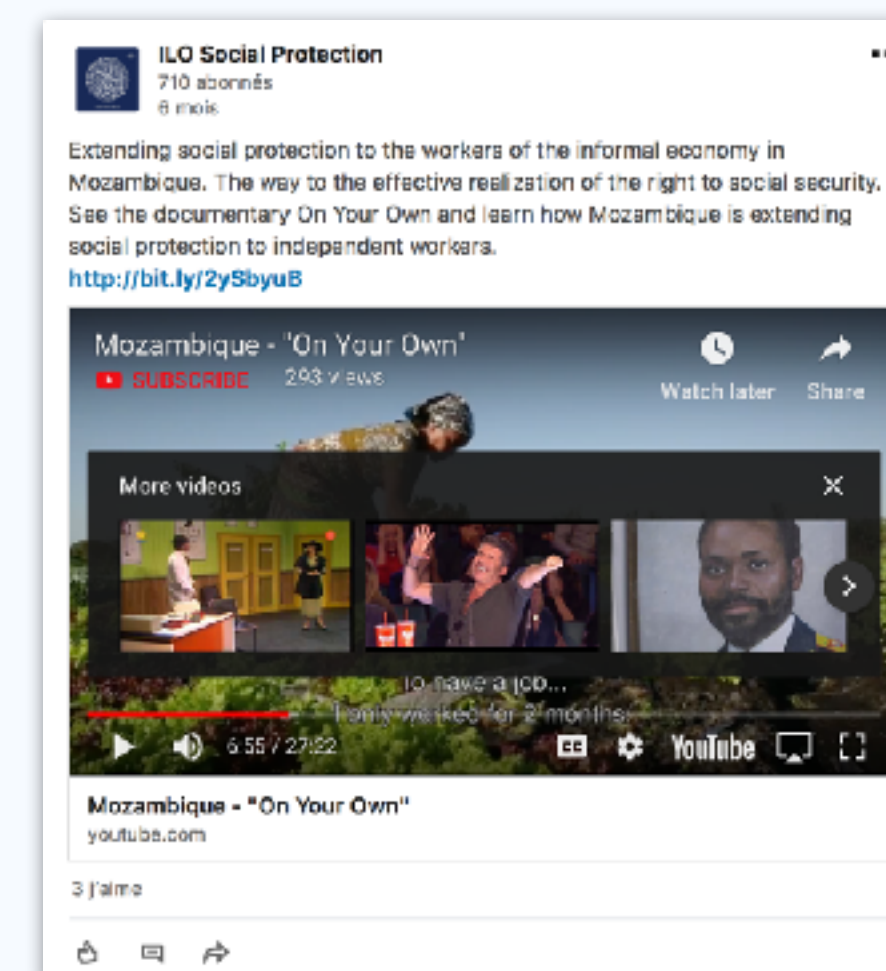 ILO Social Protection
710 abonnés
6 mois
Extending social protection to the workers of the informal economy in
Mozambique. The way to the effective realization of the right to social security.
See the documentary On Your Own and learn how Mozambique is extending
social protection to independent workers.
http://bit.ly/2ySbyuB
Mozambique - "On Your Own"
SUBSCRIBE 293 views
Watch later Share
More videos
To have a job...
I only worked for 2 months.
6:55 / 27:22
CC YouTube
Mozambique - "On Your Own"
youtube.com
3 j'aime